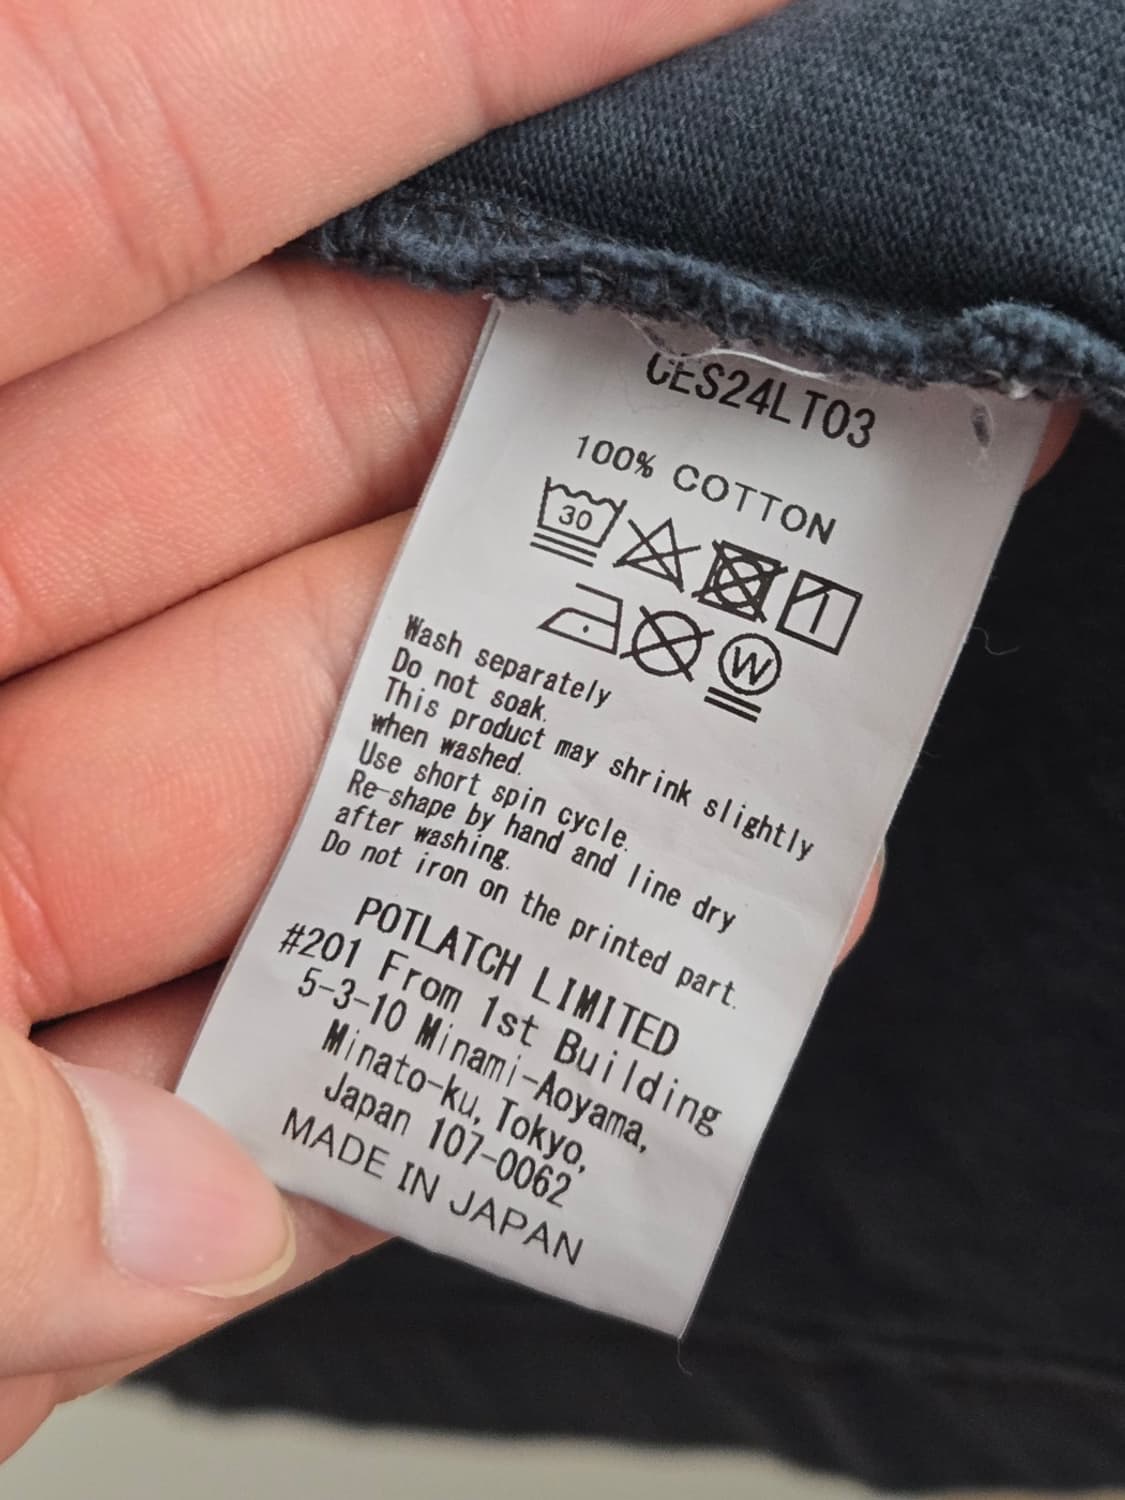 CES24LT03
100% COTTON
30
W
Wash separately
Do not soak.
This product may shrink slightly
when washed.
Use short spin cycle.
Re-shape by hand and line dry
after washing.
Do not iron on the printed part.
POTLATCH LIMITED
#201 From 1st Building
5-3-10 Minami-Aoyama,
Minato-ku, Tokyo,
Japan 107-0062
MADE IN JAPAN